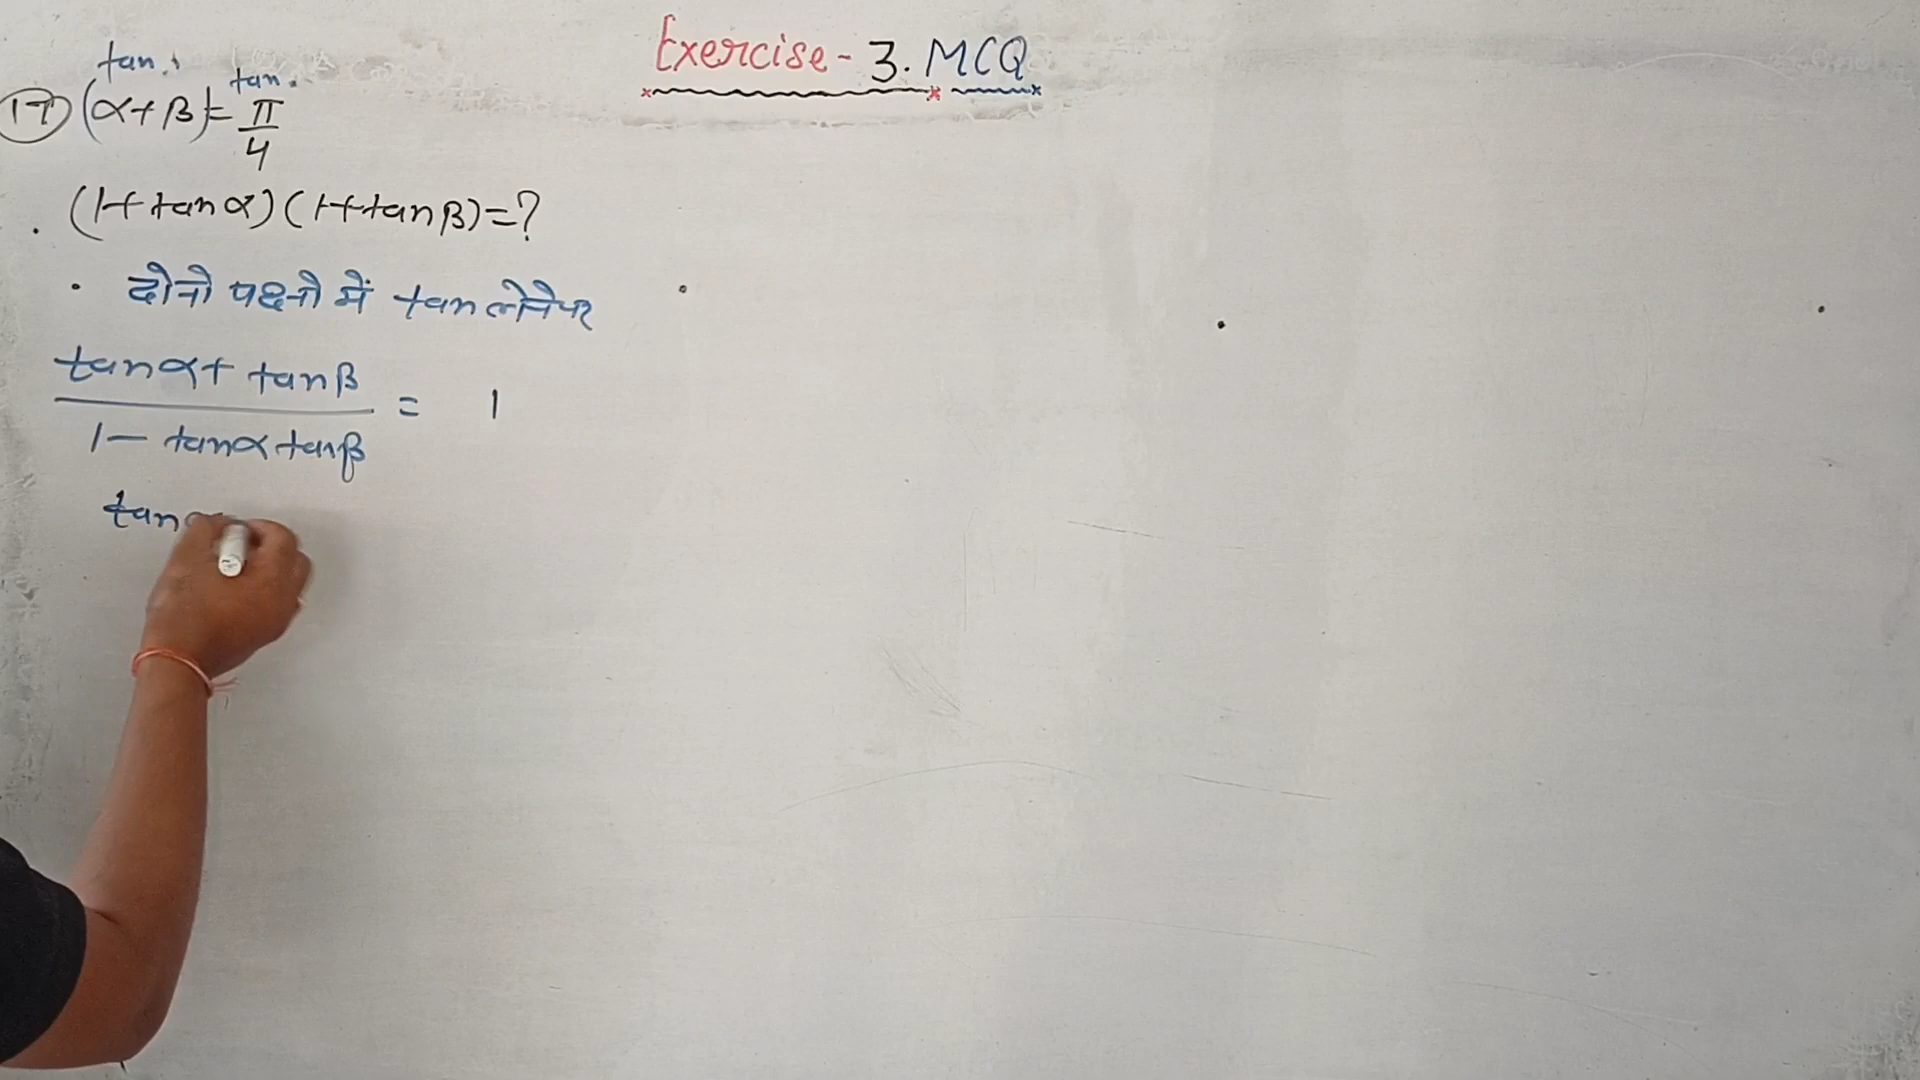 Exercise - 3. MCQ
tan. tan.
17 (α+β) = π/4
(1+tanα)(1+tanβ)=?
दोनो पक्षो में tan लेनेपर
tanα+ tanβ
1- tanα tanβ = 1
tanα